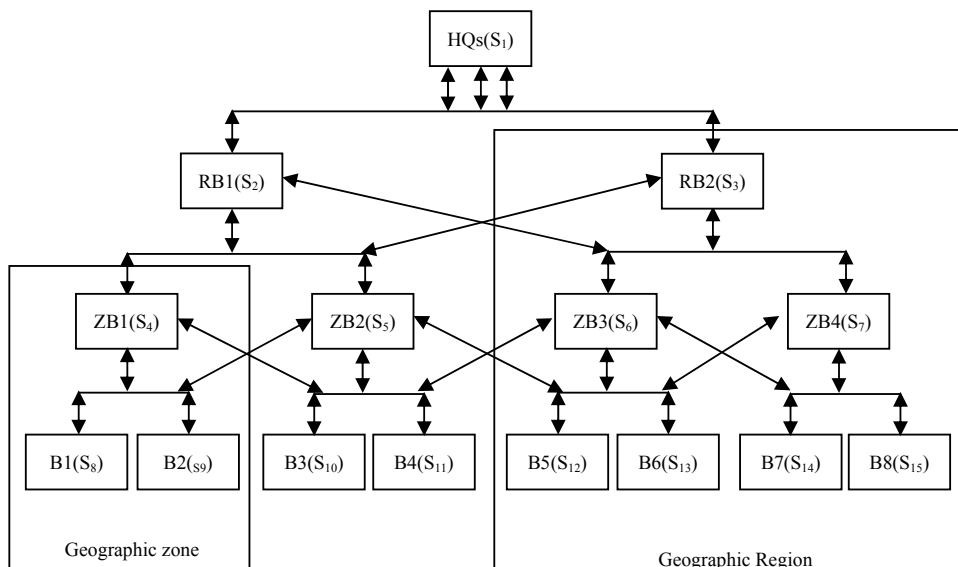 HQs(S₁)
RB1(S₂)
RB2(S₃)
ZB1(S₄)
ZB2(S₅)
ZB3(S₆)
ZB4(S₇)
B1(S₈)
B2(S₉)
B3(S₁₀)
B4(S₁₁)
B5(S₁₂)
B6(S₁₃)
B7(S₁₄)
B8(S₁₅)
Geographic zone
Geographic Region